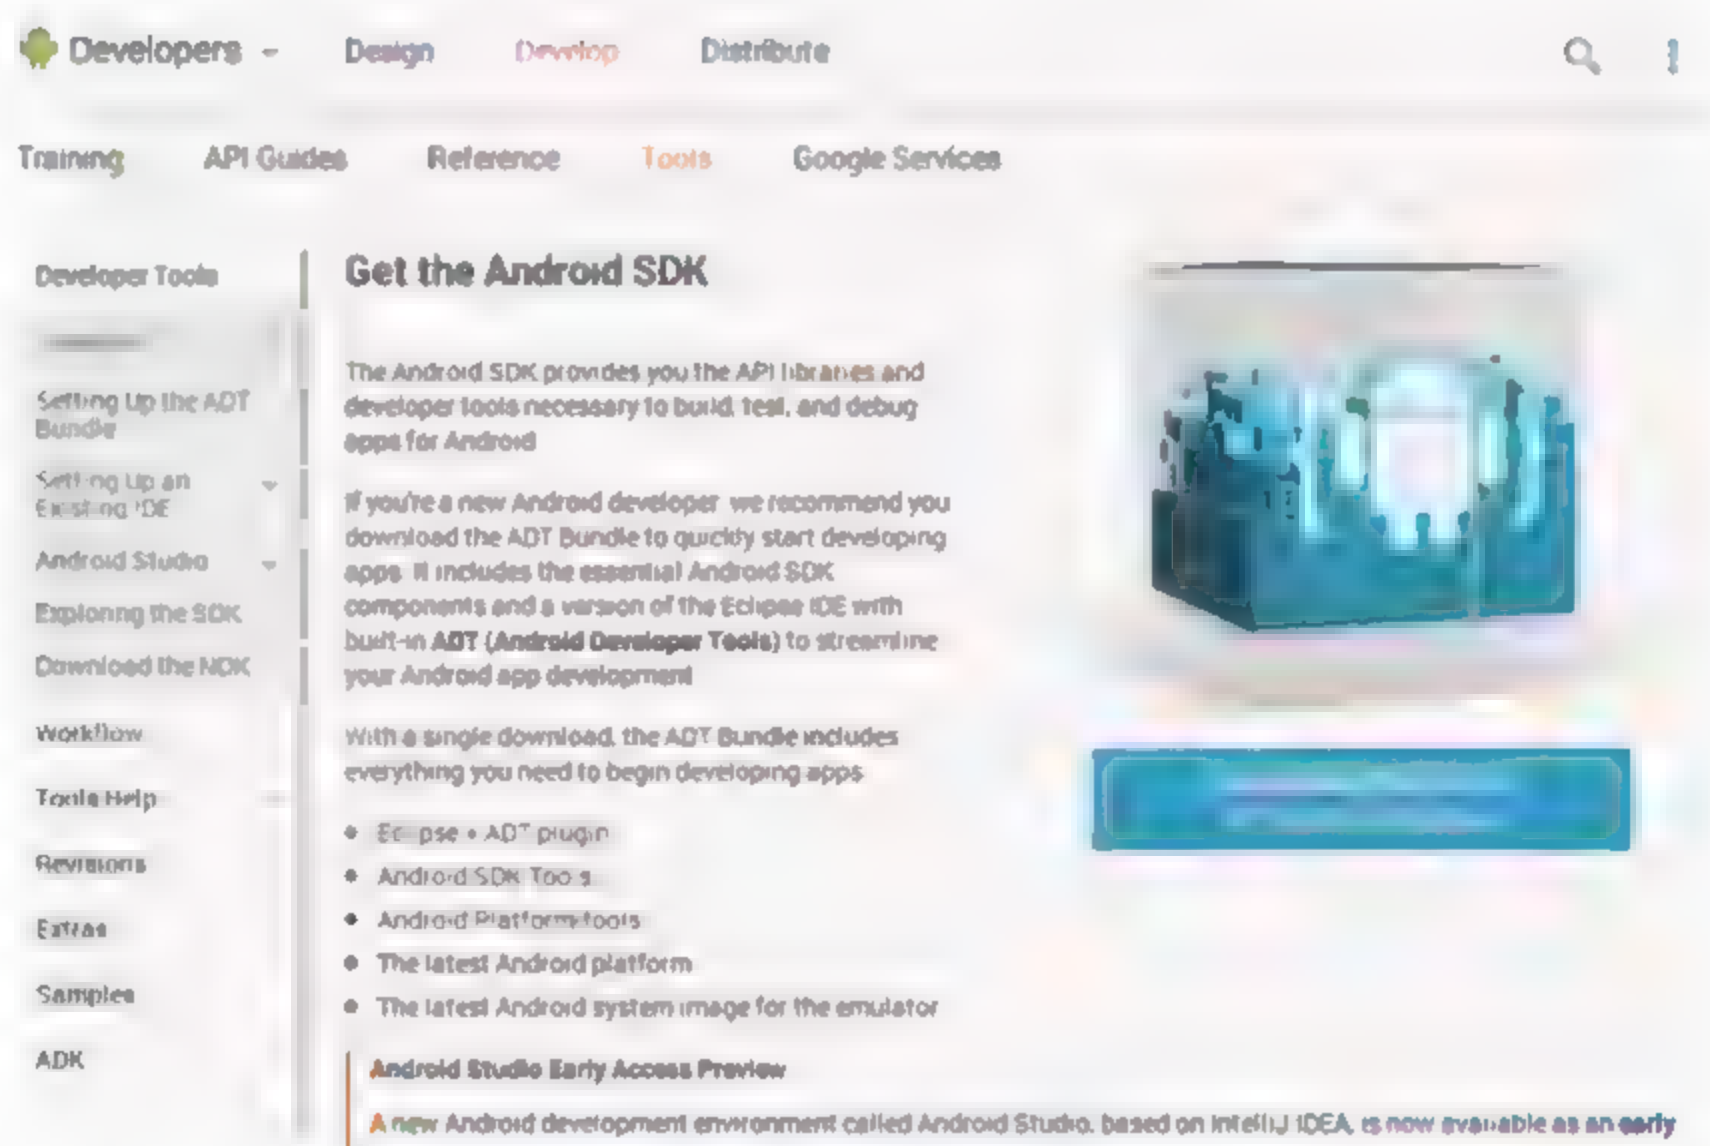 Developers
Design
Develop
Distribute
Training
API Guides
Reference
Tools
Google Services
Developer Tools
Setting Up the ADT
Bundle
Setting Up an
Existing IDE
Android Studio
Exploring the SDK
Download the NDK
Workflow
Tools Help
Revisions
Extras
Samples
ADK
Get the Android SDK
The Android SDK provides you the API libraries and
developer tools necessary to build, test, and debug
apps for Android
If you're a new Android developer, we recommend you
download the ADT Bundle to quickly start developing
apps. It includes the essential Android SDK
components and a version of the Eclipse IDE with
built-in ADT (Android Developer Tools) to streamline
your Android app development
With a single download, the ADT Bundle includes
everything you need to begin developing apps
• Eclipse + ADT plugin
• Android SDK Tools
• Android Platform-tools
• The latest Android platform
• The latest Android system image for the emulator
Android Studio Early Access Preview
A new Android development environment called Android Studio, based on IntelliJ IDEA, is now available as an early